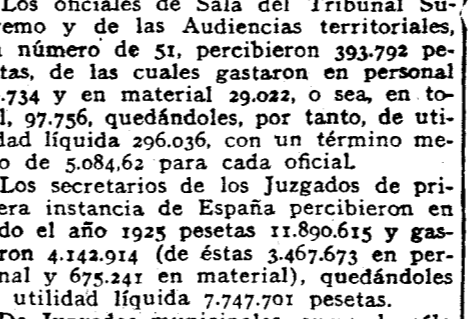 Los oficiales de Sala del Tribunal Su-
remo y de las Audiencias territoriales,
número de 51, percibieron 393.792 pe-
tas, de las cuales gastaron en personal
.734 y en material 29.022, o sea, en to-
l, 97.756, quedándoles, por tanto, de uti-
dad líquida 296.036, con un término me-
o de 5.084,62 para cada oficial.
Los secretarios de los Juzgados de pri-
era instancia de España percibieron en
do el año 1925 pesetas 11.890.615 y gas-
ron 4.142.914 (de éstas 3.467.673 en per-
nal y 675.241 en material), quedándoles
utilidad líquida 7.747.701 pesetas.
De Juzgados municipales,